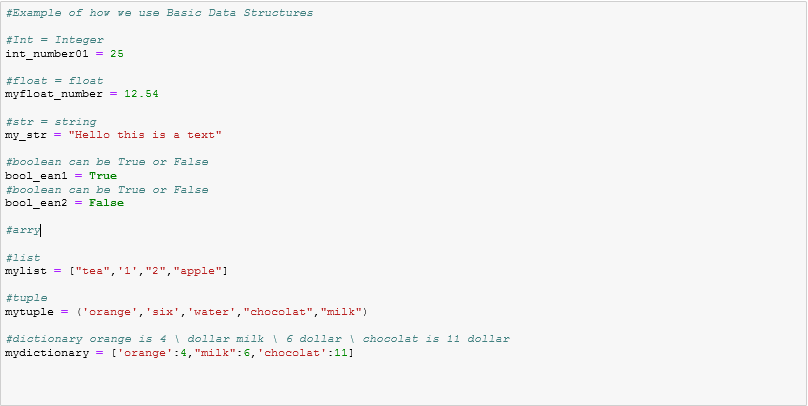 #Example of how we use Basic Data Structures
#Int = Integer
int_number01 = 25
#float = float
myfloat_number = 12.54
#str = string
my_str = "Hello this is a text"
#boolean can be True or False
bool_ean1 = True
#boolean can be True or False
bool_ean2 = False
#arry
#list
mylist = ["tea",'1',"2","apple"]
#tuple
mytuple = ('orange','six','water',"chocolat","milk")
#dictionary orange is 4 \ dollar milk \ 6 dollar \ chocolat is 11 dollar
mydictionary = ['orange':4,"milk":6,'chocolat':11]